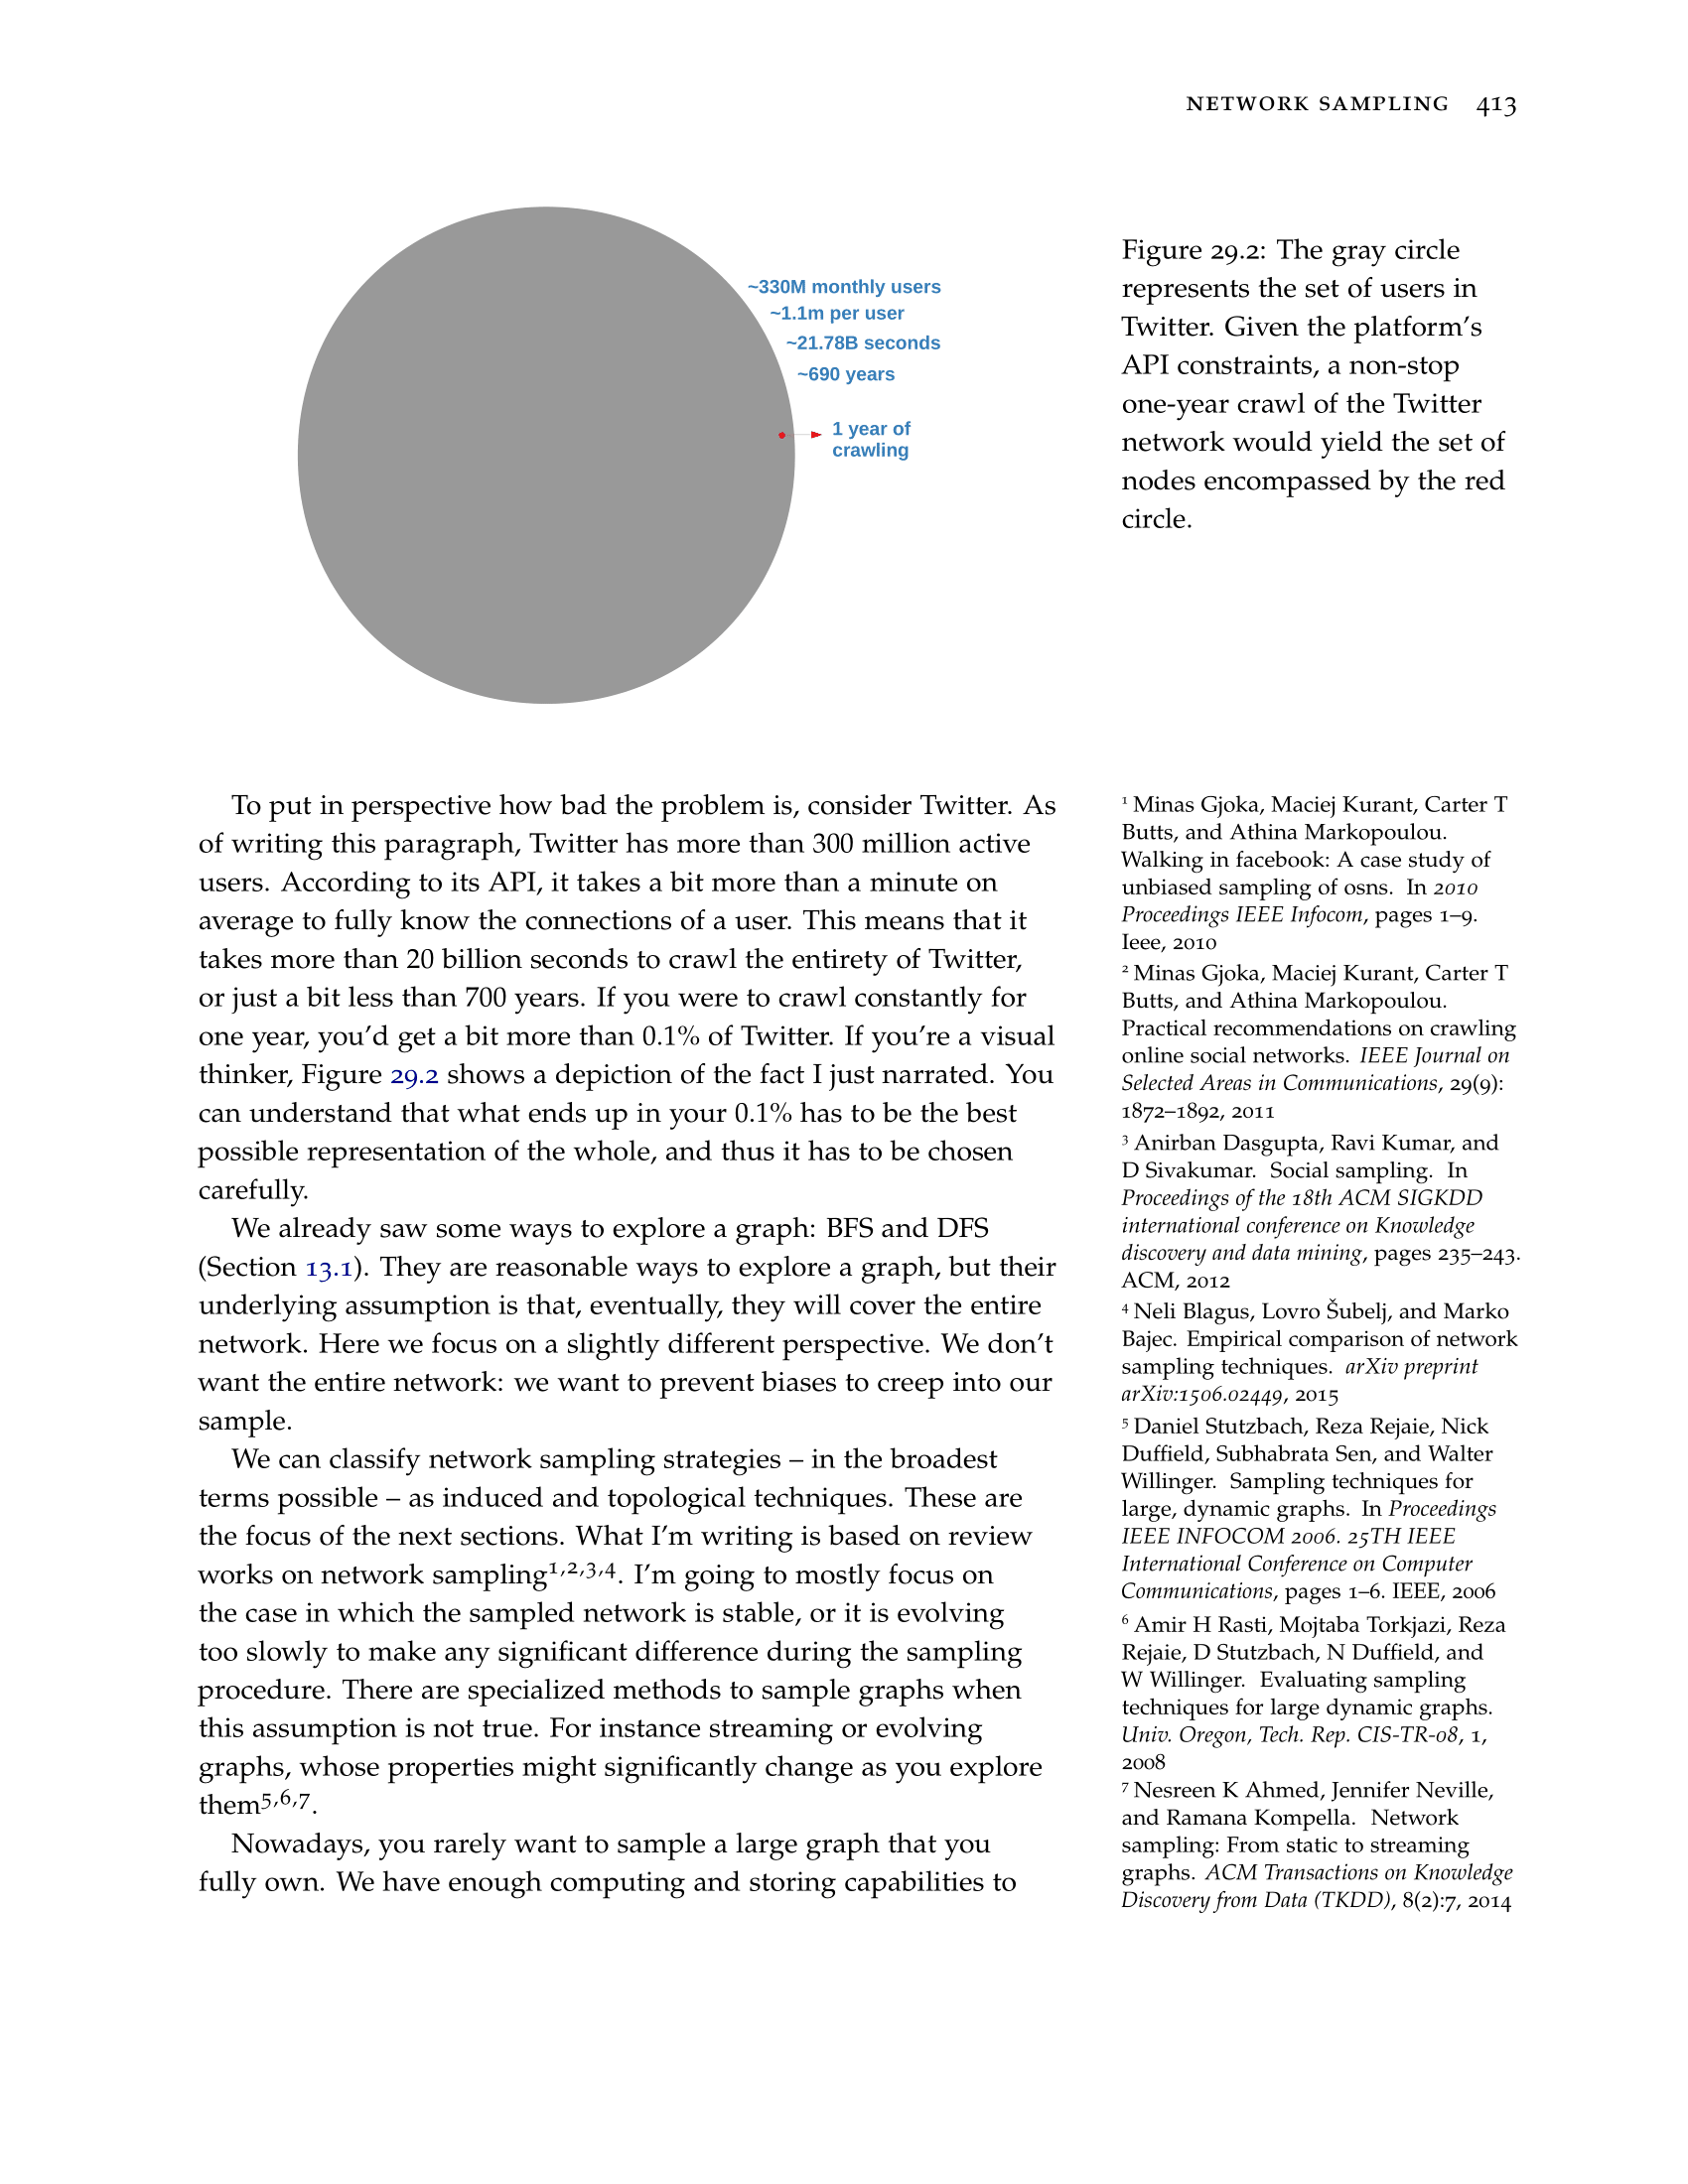 NETWORK SAMPLING 413
~330M monthly users
~1.1m per user
~21.78B seconds
~690 years
1 year of
crawling
Figure 29.2: The gray circle
represents the set of users in
Twitter. Given the platform's
API constraints, a non-stop
one-year crawl of the Twitter
network would yield the set of
nodes encompassed by the red
circle.
To put in perspective how bad the problem is, consider Twitter. As
of writing this paragraph, Twitter has more than 300 million active
users. According to its API, it takes a bit more than a minute on
average to fully know the connections of a user. This means that it
takes more than 20 billion seconds to crawl the entirety of Twitter,
or just a bit less than 700 years. If you were to crawl constantly for
one year, you'd get a bit more than 0.1% of Twitter. If you're a visual
thinker, Figure 29.2 shows a depiction of the fact I just narrated. You
can understand that what ends up in your 0.1% has to be the best
possible representation of the whole, and thus it has to be chosen
carefully.
We already saw some ways to explore a graph: BFS and DFS
(Section 13.1). They are reasonable ways to explore a graph, but their
underlying assumption is that, eventually, they will cover the entire
network. Here we focus on a slightly different perspective. We don't
want the entire network: we want to prevent biases to creep into our
sample.
We can classify network sampling strategies – in the broadest
terms possible – as induced and topological techniques. These are
the focus of the next sections. What I'm writing is based on review
works on network sampling1,2,3,4. I'm going to mostly focus on
the case in which the sampled network is stable, or it is evolving
too slowly to make any significant difference during the sampling
procedure. There are specialized methods to sample graphs when
this assumption is not true. For instance streaming or evolving
graphs, whose properties might significantly change as you explore
them5,6,7.
Nowadays, you rarely want to sample a large graph that you
fully own. We have enough computing and storing capabilities to
1 Minas Gjoka, Maciej Kurant, Carter T
Butts, and Athina Markopoulou.
Walking in facebook: A case study of
unbiased sampling of osns. In 2010
Proceedings IEEE Infocom, pages 1–9.
Ieee, 2010
2 Minas Gjoka, Maciej Kurant, Carter T
Butts, and Athina Markopoulou.
Practical recommendations on crawling
online social networks. IEEE Journal on
Selected Areas in Communications, 29(9):
1872–1892, 2011
3 Anirban Dasgupta, Ravi Kumar, and
D Sivakumar. Social sampling. In
Proceedings of the 18th ACM SIGKDD
international conference on Knowledge
discovery and data mining, pages 235–243.
ACM, 2012
4 Neli Blagus, Lovro Šubelj, and Marko
Bajec. Empirical comparison of network
sampling techniques. arXiv preprint
arXiv:1506.02449, 2015
5 Daniel Stutzbach, Reza Rejaie, Nick
Duffield, Subhabrata Sen, and Walter
Willinger. Sampling techniques for
large, dynamic graphs. In Proceedings
IEEE INFOCOM 2006. 25TH IEEE
International Conference on Computer
Communications, pages 1–6. IEEE, 2006
6 Amir H Rasti, Mojtaba Torkjazi, Reza
Rejaie, D Stutzbach, N Duffield, and
W Willinger. Evaluating sampling
techniques for large dynamic graphs.
Univ. Oregon, Tech. Rep. CIS-TR-08, 1,
2008
7 Nesreen K Ahmed, Jennifer Neville,
and Ramana Kompella. Network
sampling: From static to streaming
graphs. ACM Transactions on Knowledge
Discovery from Data (TKDD), 8(2):7, 2014